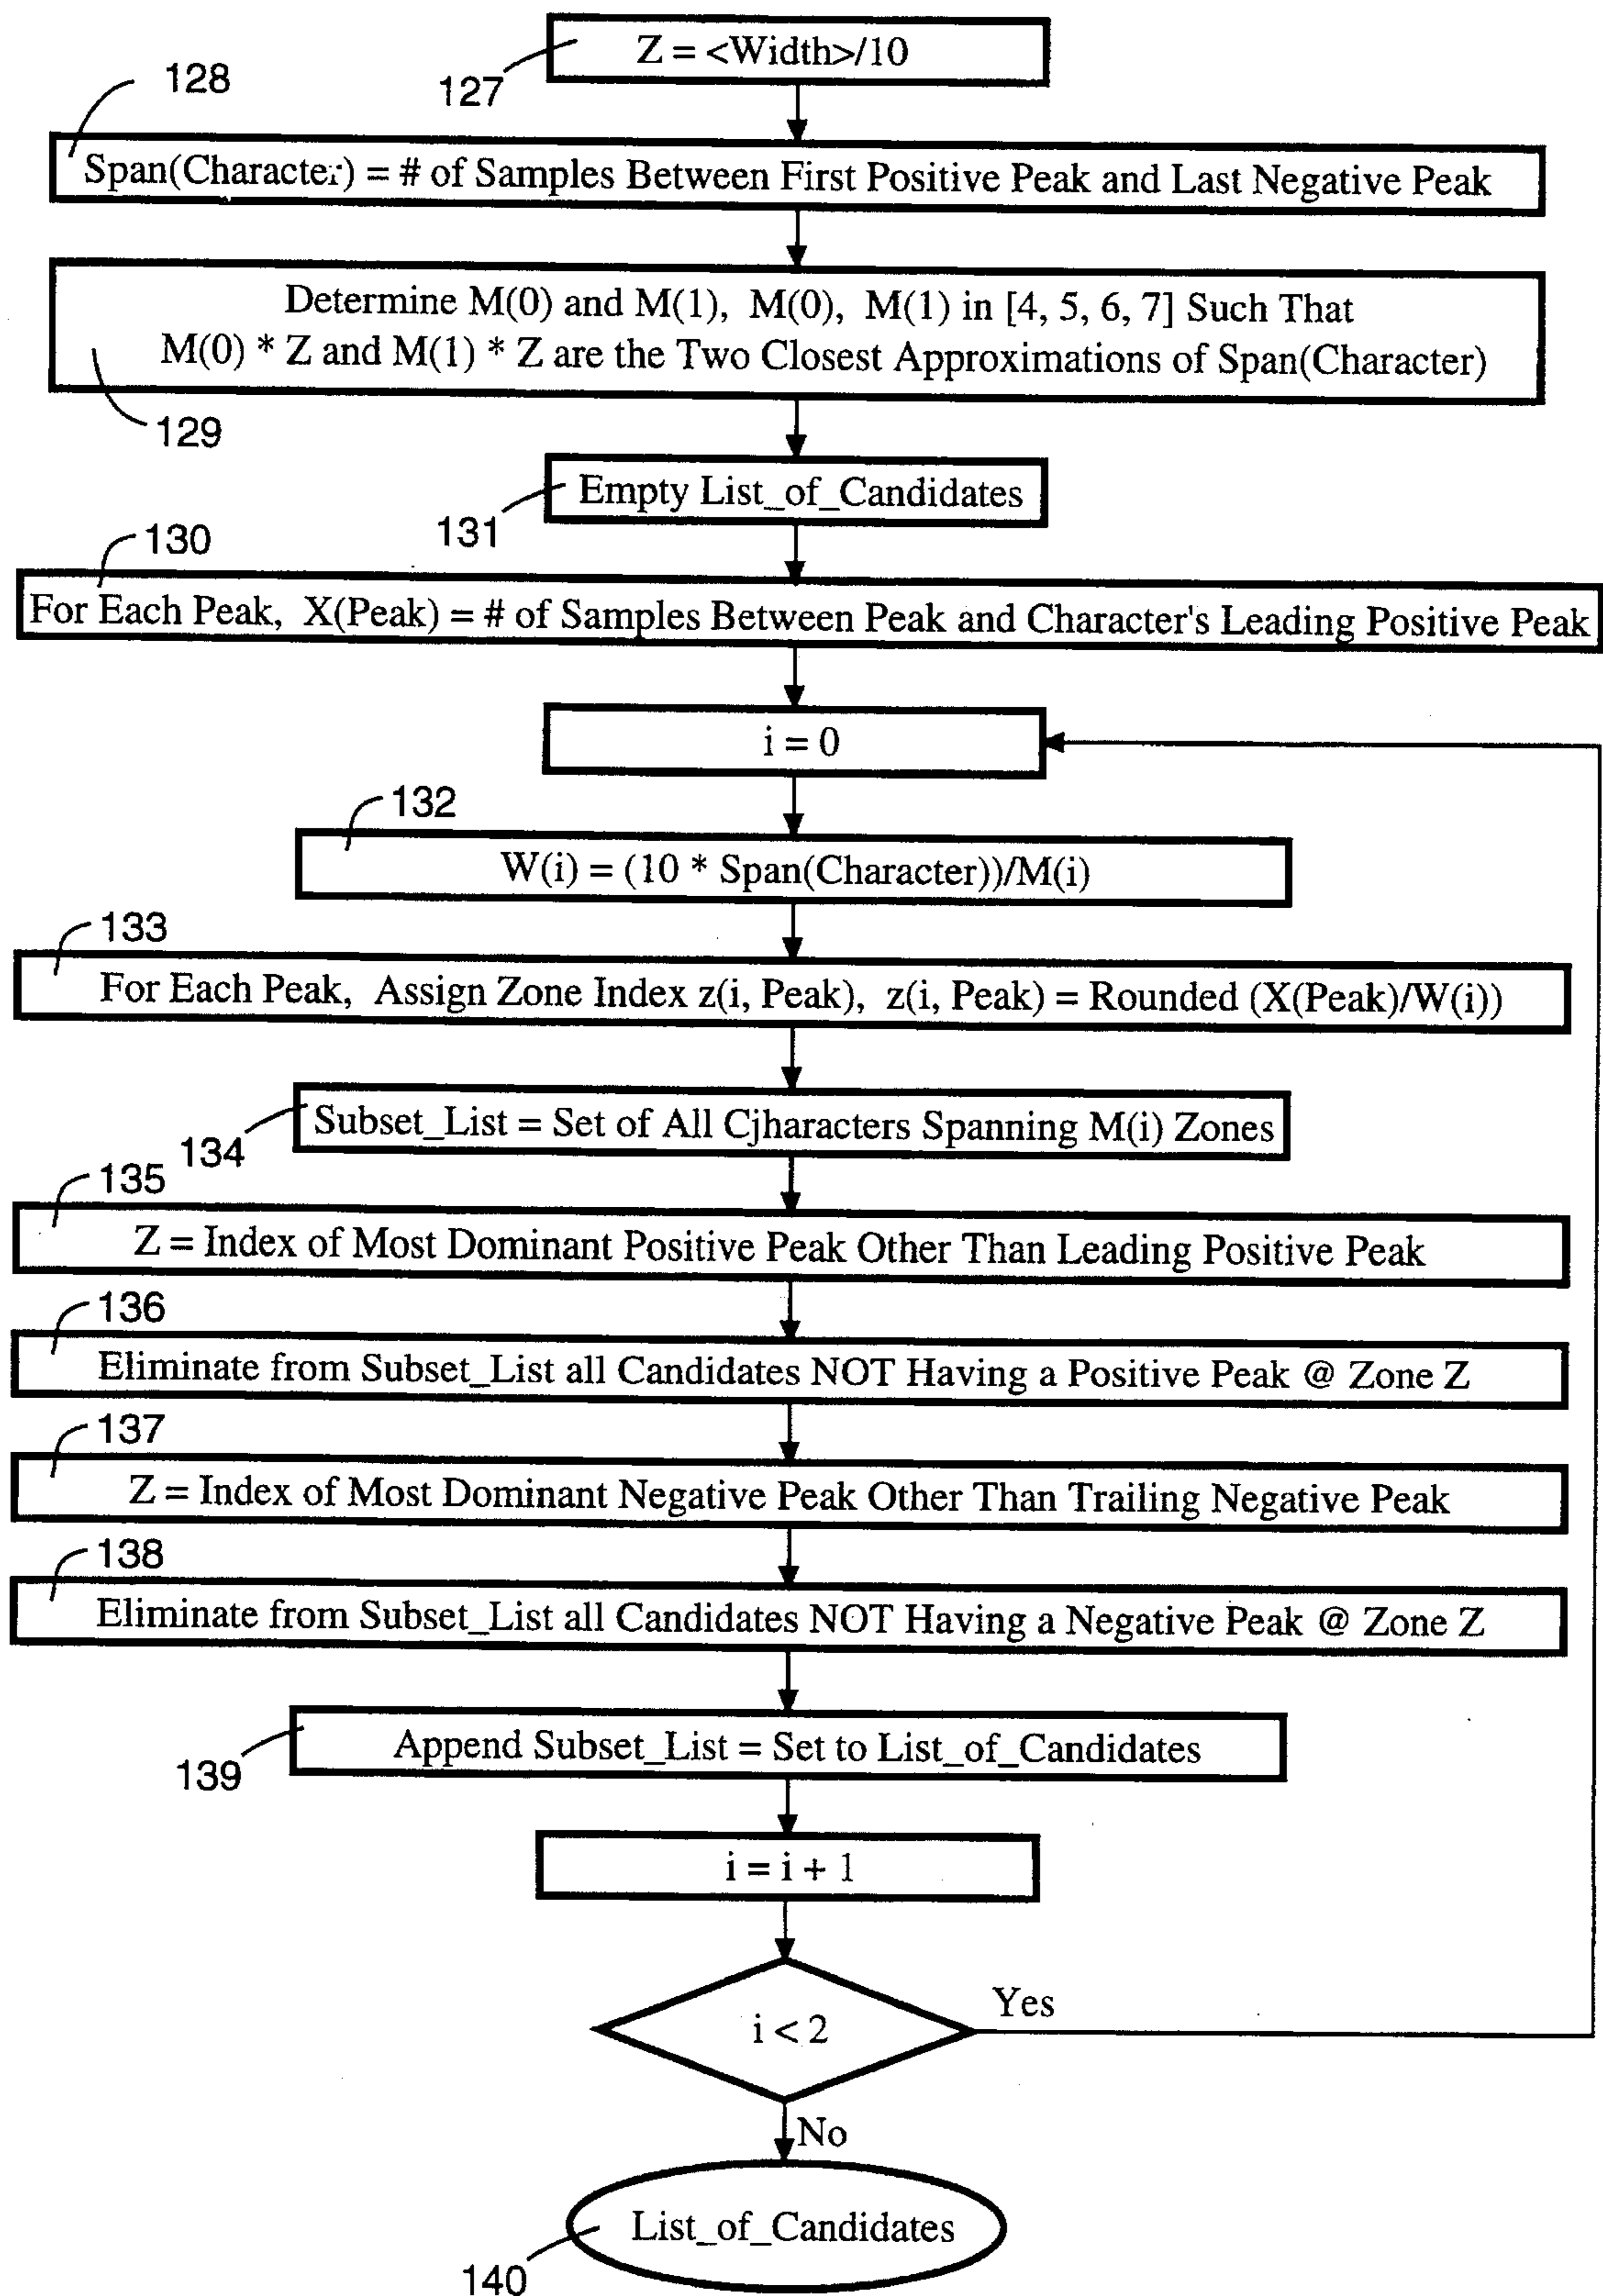 Z = <Width>/10
127
128
Span(Character) = # of Samples Between First Positive Peak and Last Negative Peak
Determine M(0) and M(1), M(0), M(1) in [4, 5, 6, 7] Such That
M(0) * Z and M(1) * Z are the Two Closest Approximations of Span(Character)
129
Empty List_of_Candidates
131
130
For Each Peak, X(Peak) = # of Samples Between Peak and Character's Leading Positive Peak
i = 0
132
W(i) = (10 * Span(Character))/M(i)
133
For Each Peak, Assign Zone Index z(i, Peak), z(i, Peak) = Rounded (X(Peak)/W(i))
Subset_List = Set of All Cjharacters Spanning M(i) Zones
134
135
Z = Index of Most Dominant Positive Peak Other Than Leading Positive Peak
136
Eliminate from Subset_List all Candidates NOT Having a Positive Peak @ Zone Z
137
Z = Index of Most Dominant Negative Peak Other Than Trailing Negative Peak
138
Eliminate from Subset_List all Candidates NOT Having a Negative Peak @ Zone Z
Append Subset_List = Set to List_of_Candidates
139
i = i + 1
i < 2
Yes
No
List_of_Candidates
140